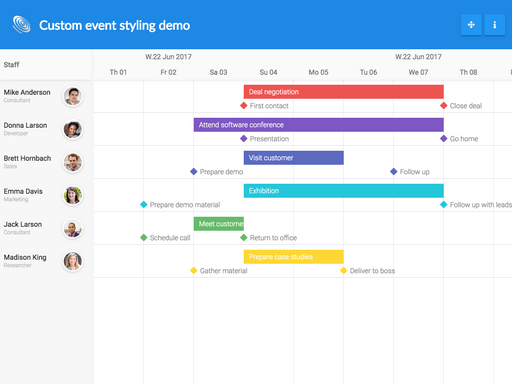 Custom event styling demo
Staff
W.22 Jun 2017
W.22 Jun 2017
Th 01
Fr 02
Sa 03
Su 04
Mo 05
Tu 06
We 07
Th 08
Mike Anderson
Consultant
Deal negotiation
First contact
Close deal
Donna Larson
Developer
Attend software conference
Presentation
Go home
Brett Hornbach
Sales
Visit customer
Prepare demo
Follow up
Emma Davis
Marketing
Exhibition
Prepare demo material
Follow up with leads
Jack Larson
Consultant
Meet custome
Schedule call
Return to office
Madison King
Researcher
Prepare case studies
Gather material
Deliver to boss